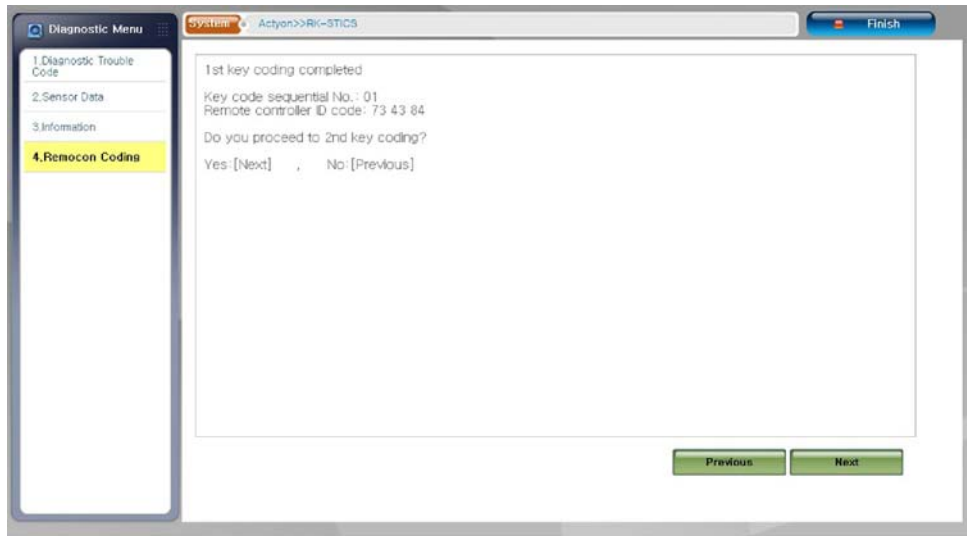 Diagnostic Menu
System
Actyon>>RK-STICS
Finish
1.Diagnostic Trouble
Code
2.Sensor Data
3.Information
4.Remocon Coding
1st key coding completed
Key code sequential No.: 01
Remote controller ID code: 73 43 84
Do you proceed to 2nd key coding?
Yes:[Next] , No:[Previous]
Previous
Next